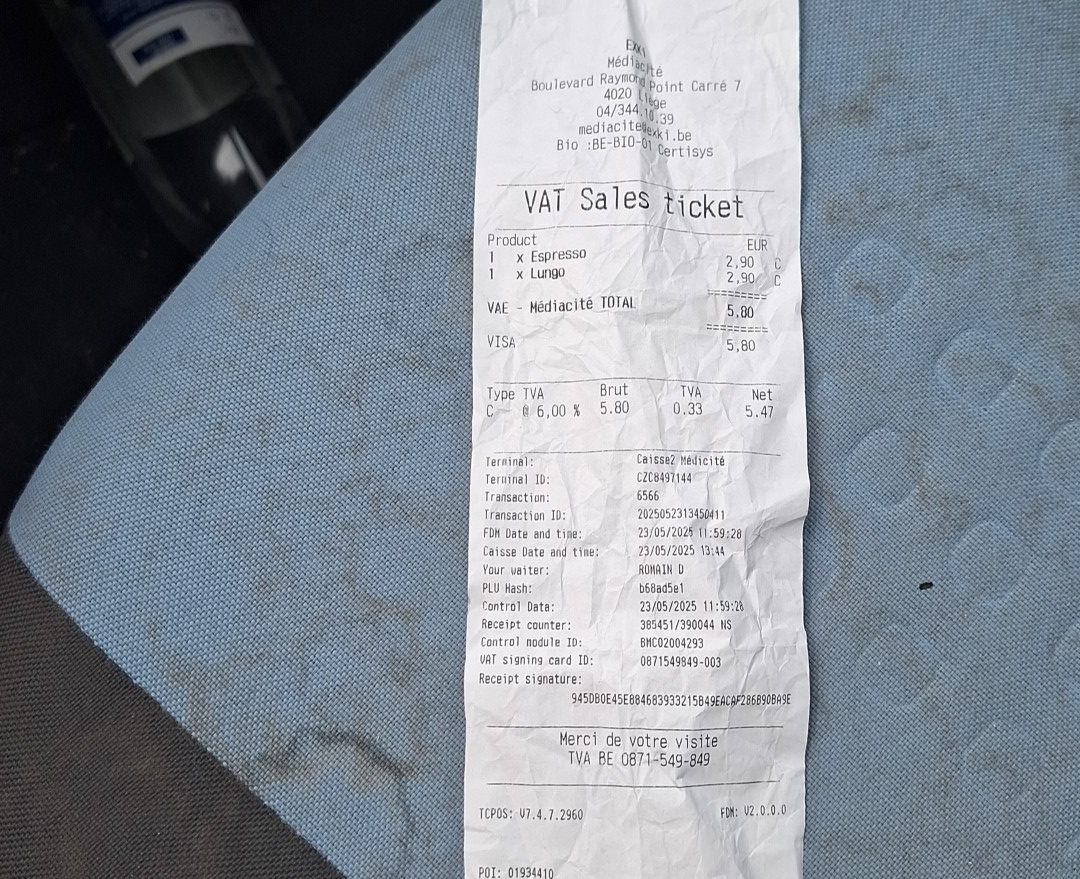 Exki
Médiacité
Boulevard Raymond Point Carré 7
4020 Liège
04/344.10.39
mediacite@exki.be
Bio :BE-BIO-01 Certisys
VAT Sales ticket
Product EUR
1 x Espresso 2,90 C
1 x Lungo 2,90 C
=========
VAE - Médiacité TOTAL 5.80
=========
VISA 5,80
Type TVA Brut TVA Net
C @ 6,00 % 5.80 0.33 5.47
Terminal: Caisse2 Médicité
Terminal ID: CZC8497144
Transaction: 6566
Transaction ID: 2025052313450411
FDM Date and time: 23/05/2025 11:59:28
Caisse Date and time: 23/05/2025 13:44
Your waiter: ROMAIN D
PLU Hash: b68ad5e1
Control Data: 23/05/2025 11:59:28
Receipt counter: 385451/390044 NS
Control module ID: BMC02004293
VAT signing card ID: 0871549849-003
Receipt signature:
945DB0E45EB84683933215B49EACAF286B90BA9E
Merci de votre visite
TVA BE 0871-549-849
TCPOS: V7.4.7.2960 FDM: V2.0.0.0
POI: 01934410